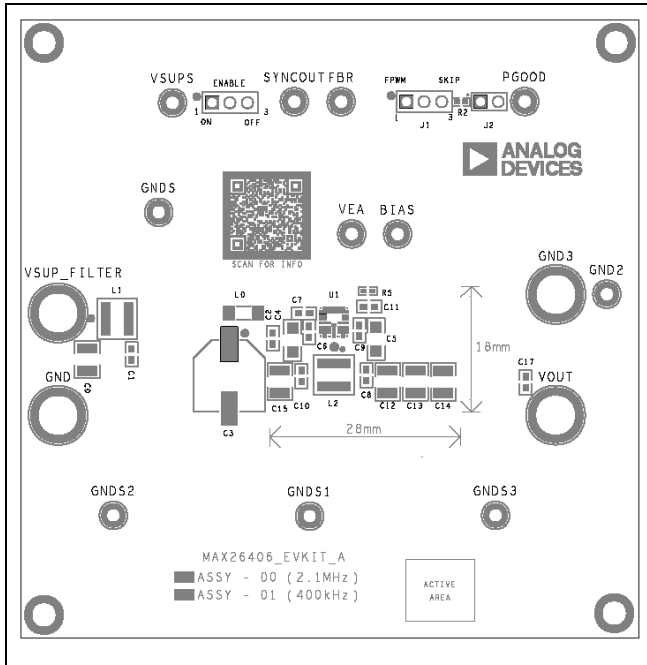 VSUPS
ENABLE
SYNCOUT
FBR
FPWM
SKIP
PGOOD
1
3
ON
OFF
1
3
R2
J1
J2
ANALOG
DEVICES
GNDS
VEA
BIAS
SCAN FOR INFO
GND3
GND2
VSUP_FILTER
L1
L0
C2
C4
C7
U1
R5
C11
C6
C9
C5
18mm
C0
C1
GND
C17
VOUT
C3
C15
C10
L2
C8
C12
C13
C14
28mm
GNDS2
GNDS1
GNDS3
MAX26406_EVKIT_A
ASSY - 00 (2.1MHz)
ASSY - 01 (400kHz)
ACTIVE
AREA